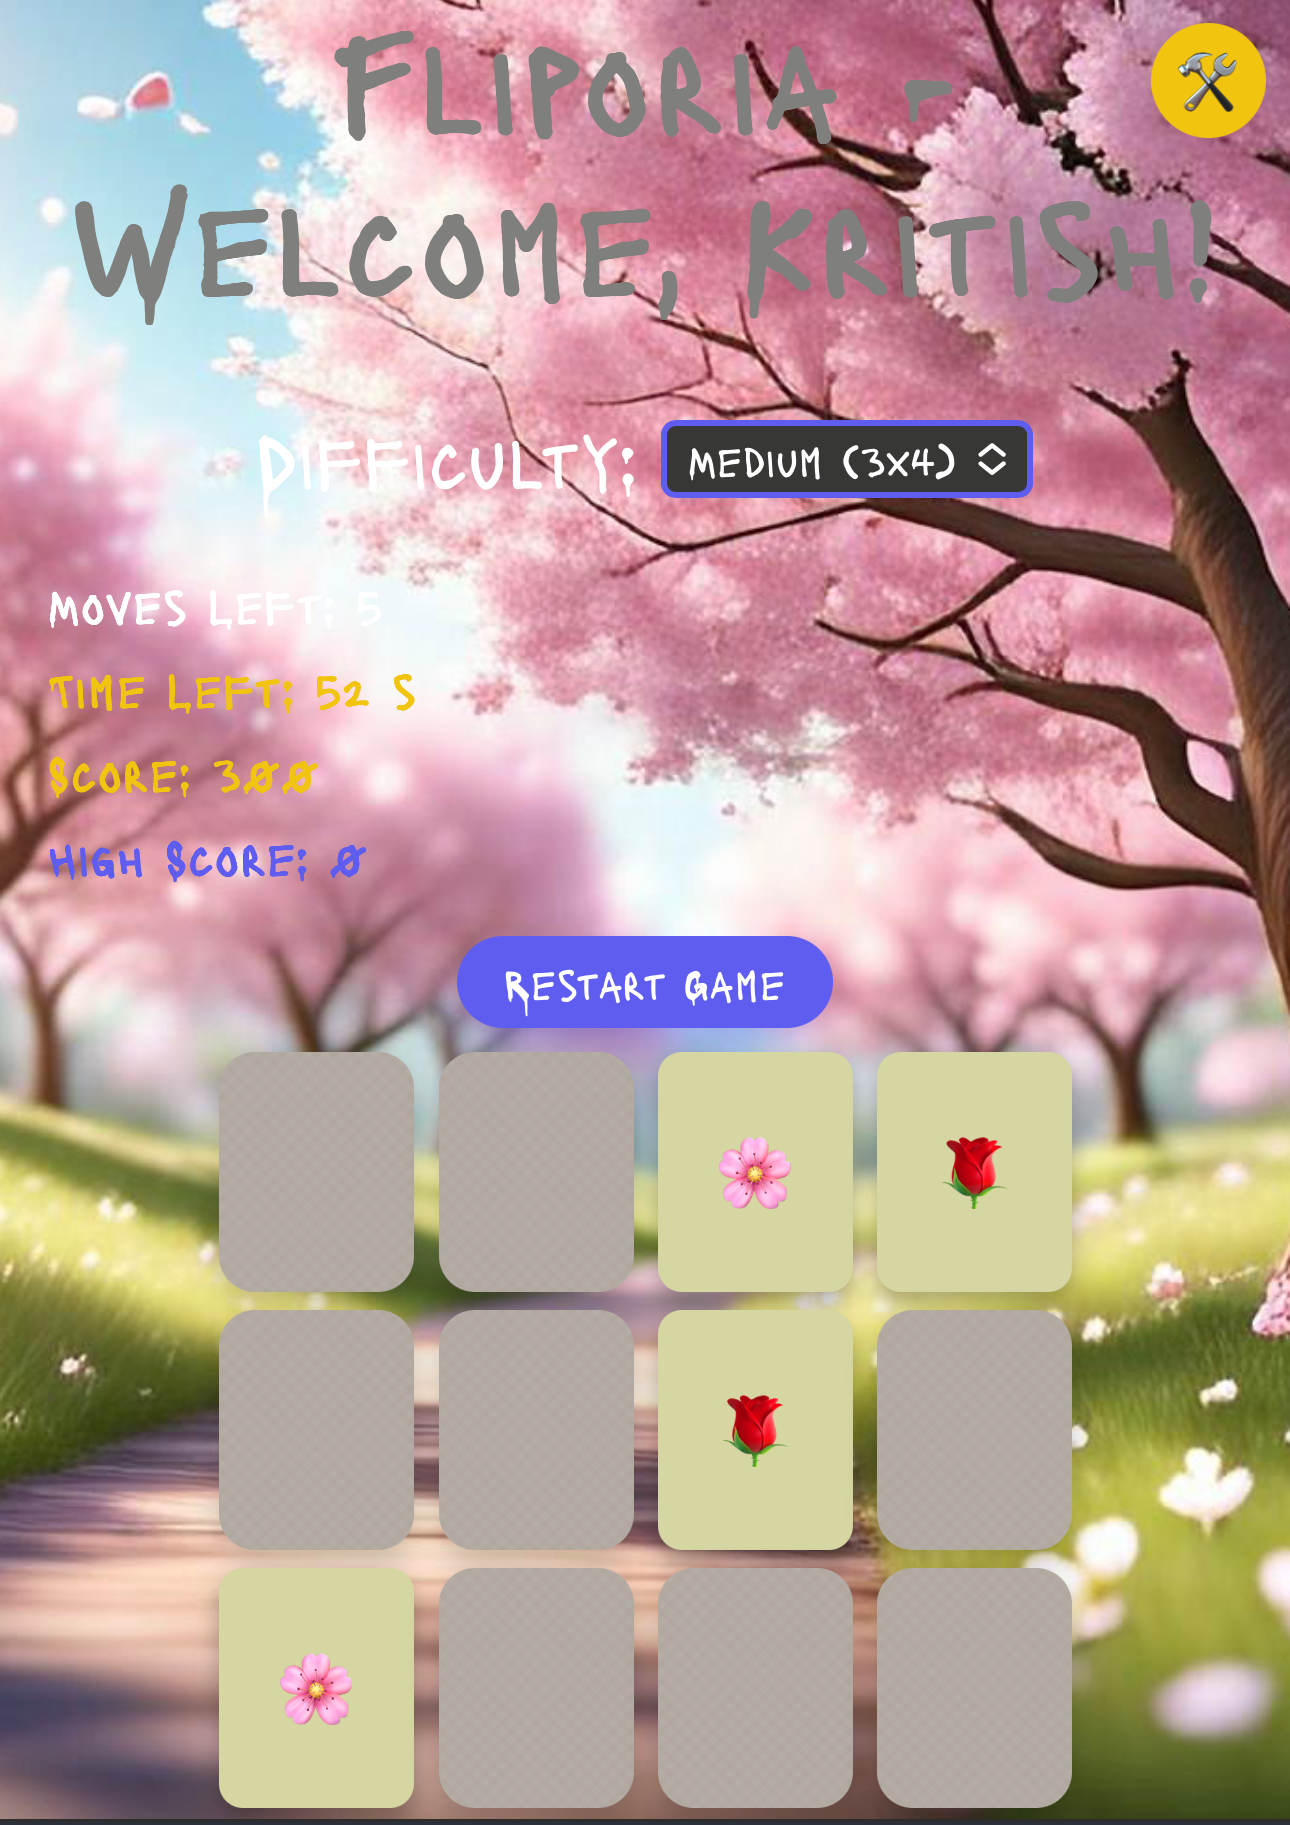 Fliporia -
Welcome, Kritish!
Difficulty: Medium (3x4)
Moves Left: 5
Time Left: 52 s
Score: 300
High Score: 0
Restart Game